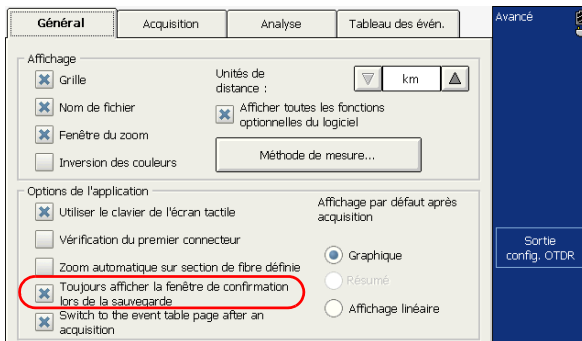 Général
Acquisition
Analyse
Tableau des évén.
Avancé
Affichage
Grille
Nom de fichier
Fenêtre du zoom
Inversion des couleurs
Unités de
distance :
km
Afficher toutes les fonctions
optionnelles du logiciel
Méthode de mesure...
Options de l'application
Utiliser le clavier de l'écran tactile
Vérification du premier connecteur
Zoom automatique sur section de fibre définie
Toujours afficher la fenêtre de confirmation
lors de la sauvegarde
Switch to the event table page after an
acquisition
Affichage par défaut après
acquisition
Graphique
Résumé
Affichage linéaire
Sortie
config. OTDR